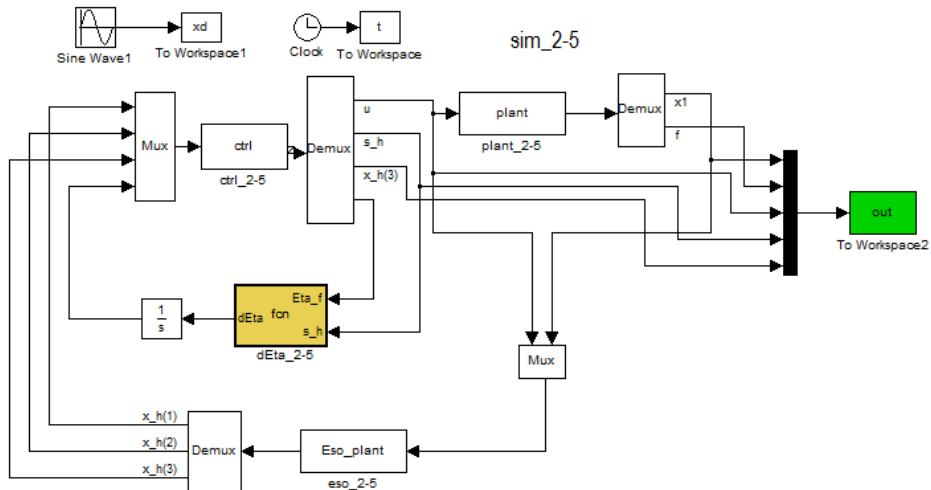 xd
Sine Wave1
To Workspace1
Clock
t
To Workspace
sim_2-5
Mux
ctrl
ctrl_2-5
Demux
u
s_h
x_h(3)
plant
plant_2-5
Demux
x1
f
out
To Workspace2
1
s
Eta_f
dEta
fcn
s_h
dEta_2-5
Mux
x_h(1)
x_h(2)
x_h(3)
Demux
Eso_plant
eso_2-5